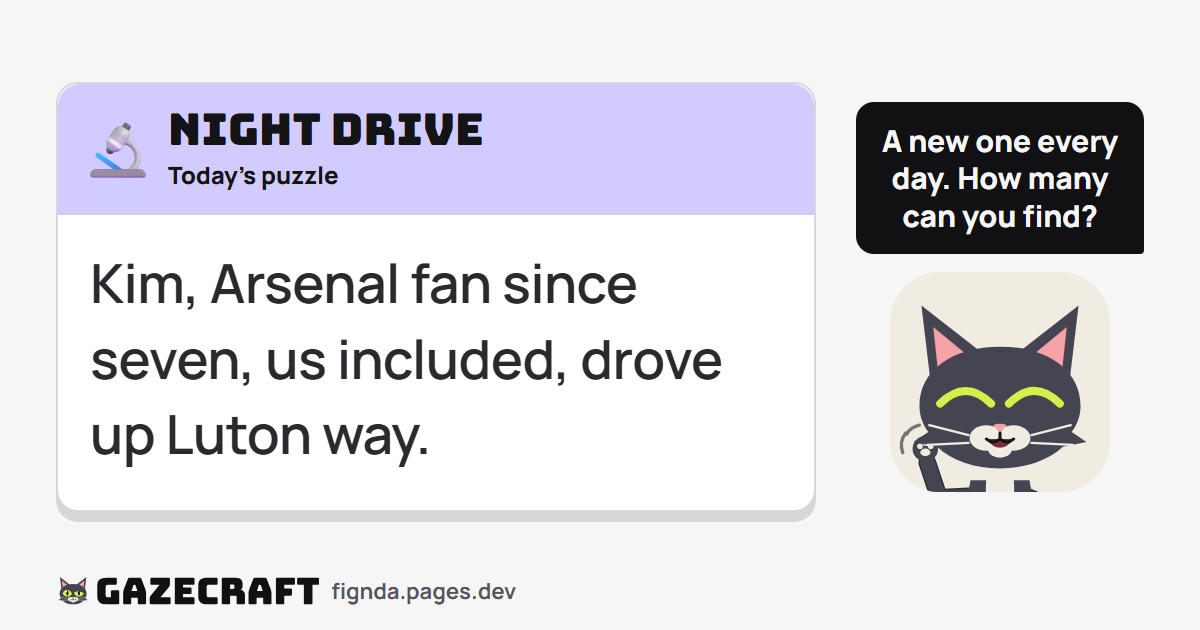 NIGHT DRIVE
Today's puzzle
Kim, Arsenal fan since
seven, us included, drove
up Luton way.
A new one every
day. How many
can you find?
GAZECRAFT fignda.pages.dev